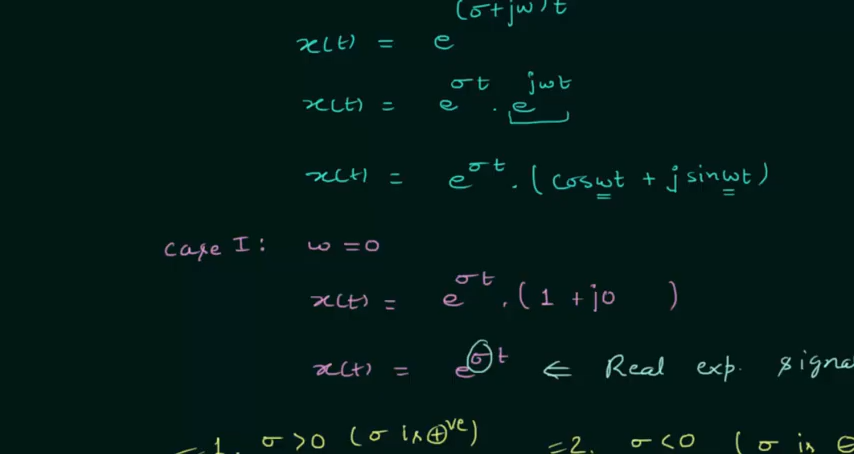 x(t) = e^(σ+jω)t
x(t) = e^σt . e^jωt
x(t) = e^σt . (cosωt + j sinωt)
case I: ω = 0
x(t) = e^σt . (1 + j0 )
x(t) = e^σt ⇐ Real exp. signal
=1. σ>0 (σ is ⊕ve) =2. σ<0 (σ is ⊖